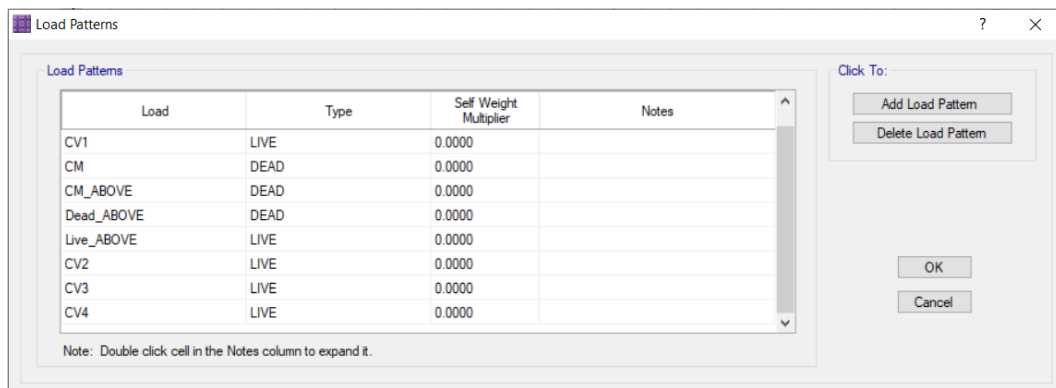 Load Patterns
? ×
Load Patterns
Load Type Self Weight Multiplier Notes
CV1 LIVE 0.0000
CM DEAD 0.0000
CM_ABOVE DEAD 0.0000
Dead_ABOVE DEAD 0.0000
Live_ABOVE LIVE 0.0000
CV2 LIVE 0.0000
CV3 LIVE 0.0000
CV4 LIVE 0.0000
Note: Double click cell in the Notes column to expand it.
Click To:
Add Load Pattern
Delete Load Pattern
OK
Cancel